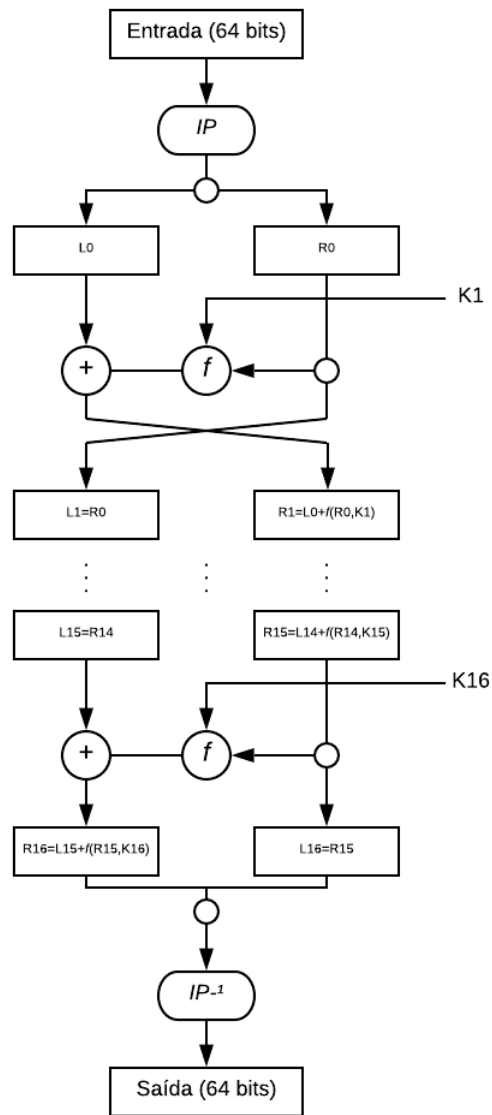 Entrada (64 bits)
IP
L0
R0
K1
+
f
L1=R0
R1=L0+f(R0,K1)
L15=R14
R15=L14+f(R14,K15)
K16
+
f
R16=L15+f(R15,K16)
L16=R15
IP-¹
Saída (64 bits)